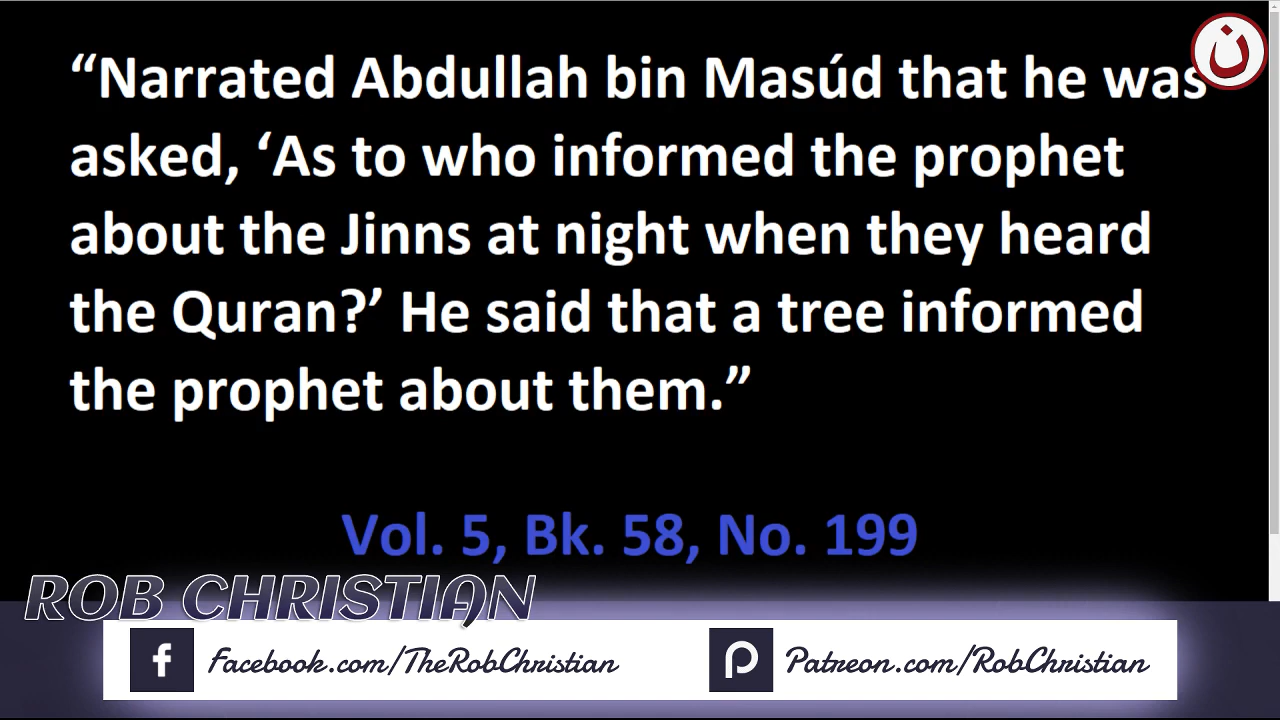 “Narrated Abdullah bin Masúd that he was
asked, ‘As to who informed the prophet
about the Jinns at night when they heard
the Quran?’ He said that a tree informed
the prophet about them.”
Vol. 5, Bk. 58, No. 199
ROB CHRISTIAN
Facebook.com/TheRobChristian
Patreon.com/RobChristian
ن